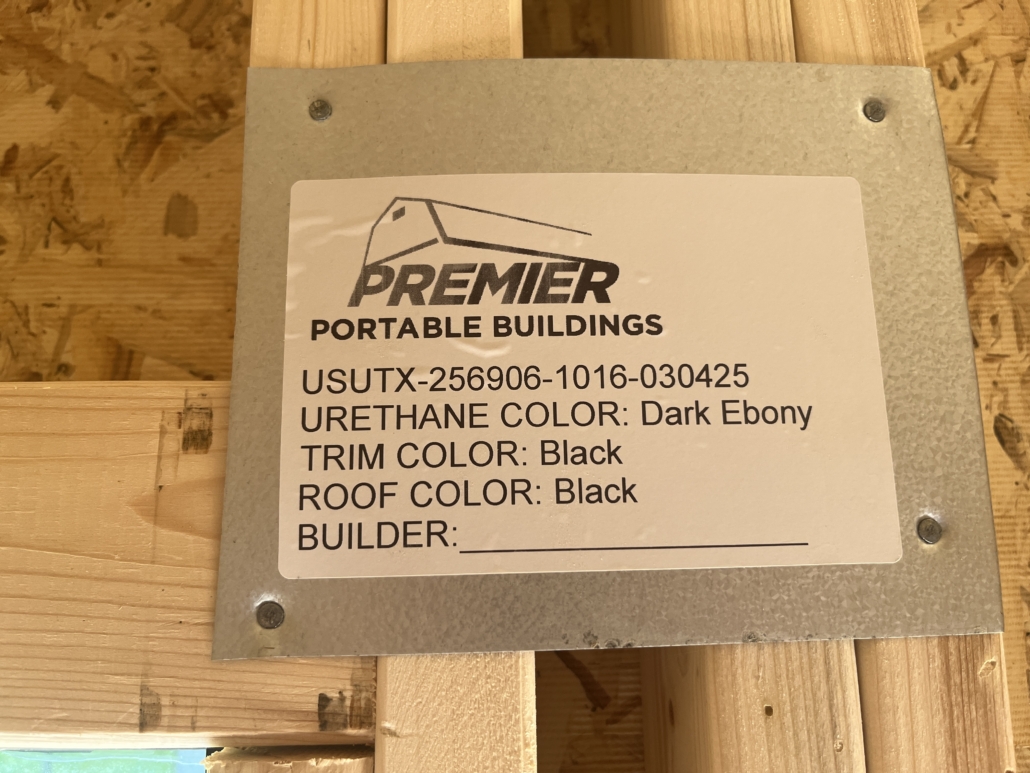 PREMIER
PORTABLE BUILDINGS
USUTX-256906-1016-030425
URETHANE COLOR: Dark Ebony
TRIM COLOR: Black
ROOF COLOR: Black
BUILDER: